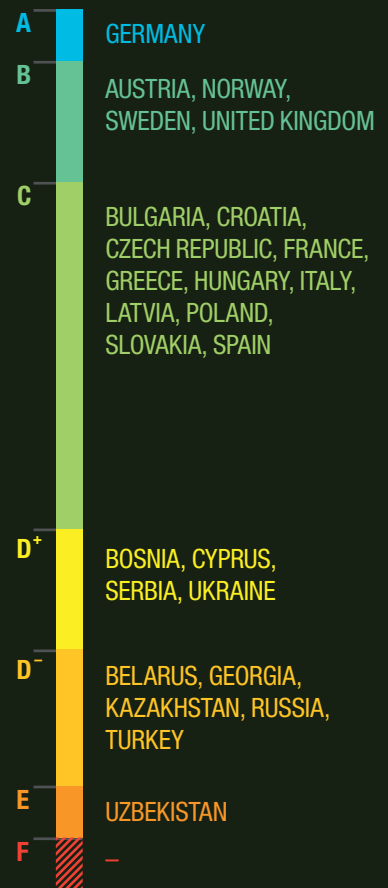 A
GERMANY
B
AUSTRIA, NORWAY,
SWEDEN, UNITED KINGDOM
C
BULGARIA, CROATIA,
CZECH REPUBLIC, FRANCE,
GREECE, HUNGARY, ITALY,
LATVIA, POLAND,
SLOVAKIA, SPAIN
D+
BOSNIA, CYPRUS,
SERBIA, UKRAINE
D–
BELARUS, GEORGIA,
KAZAKHSTAN, RUSSIA,
TURKEY
E
UZBEKISTAN
F
–